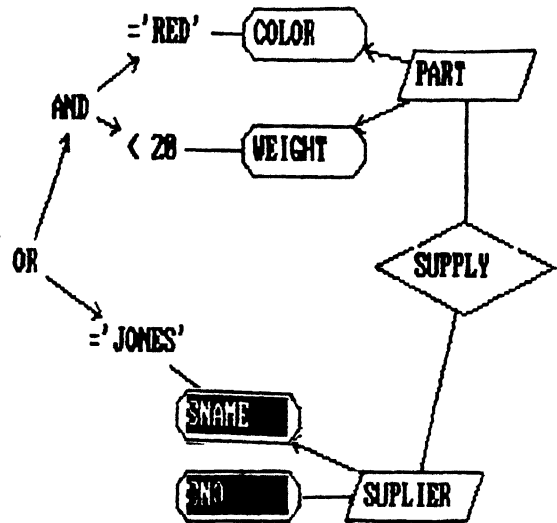 ='RED'
COLOR
PART
AND
< 20
WEIGHT
OR
SUPPLY
='JONES'
SNAME
SNO
SUPLIER